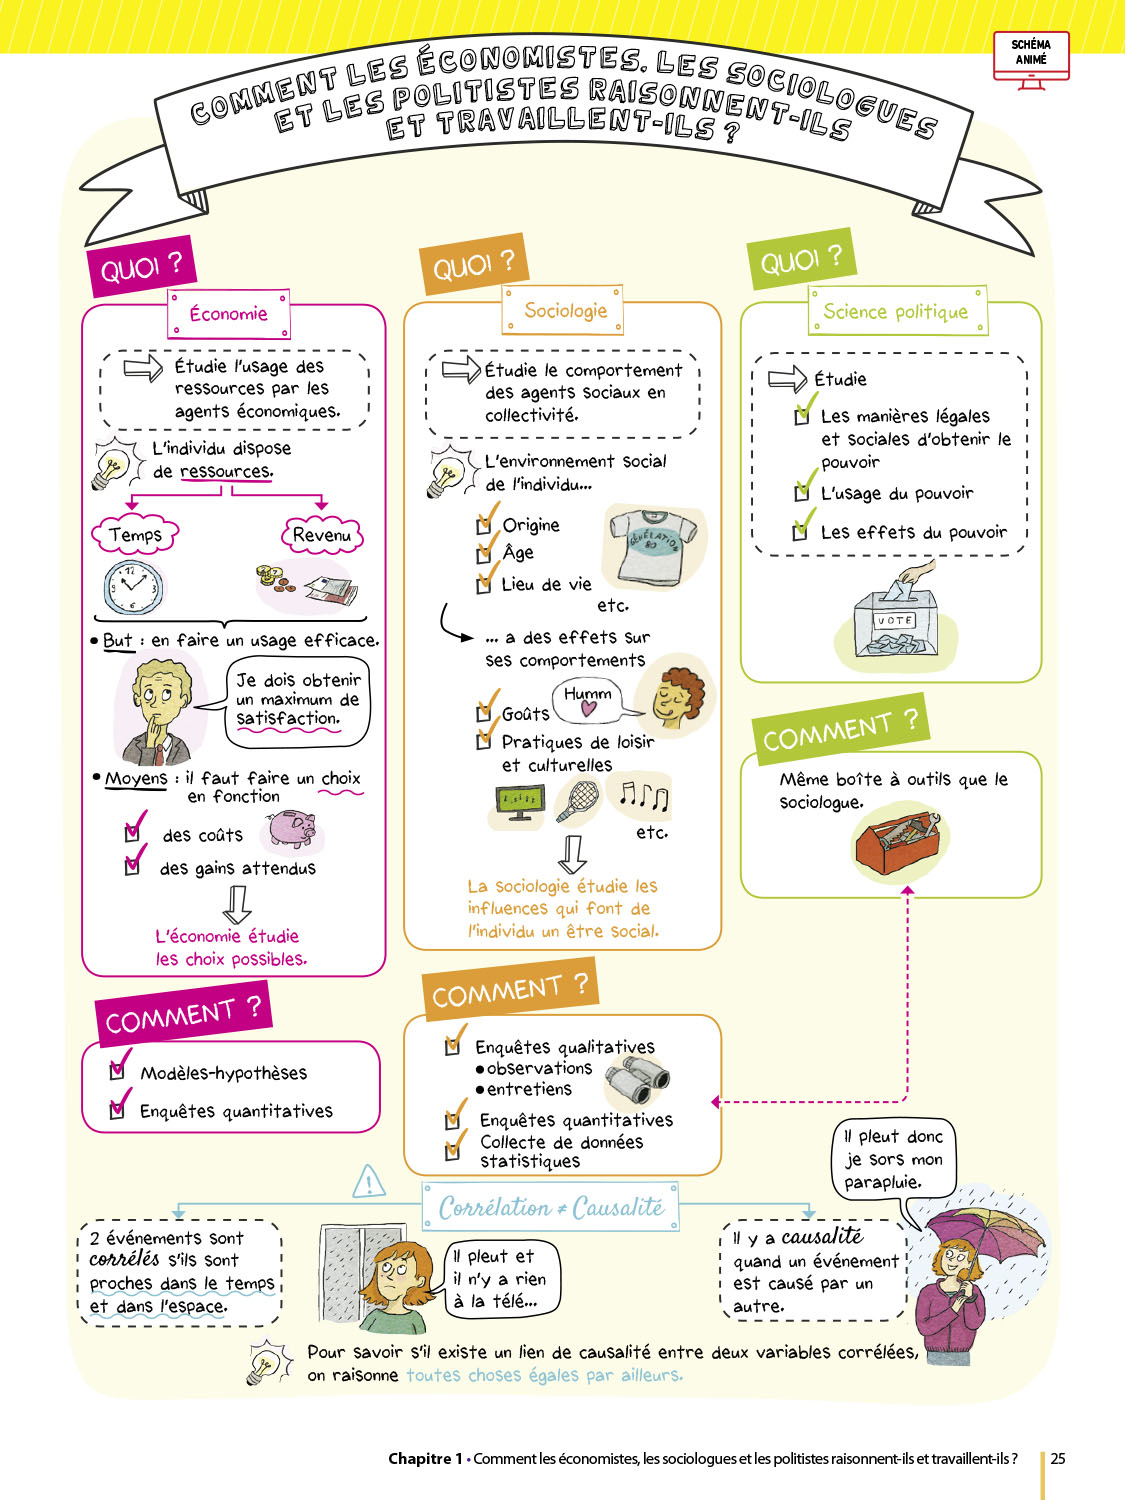 SCHÉMA
ANIMÉ
COMMENT LES ÉCONOMISTES, LES SOCIOLOGUES
ET LES POLITISTES RAISONNENT-ILS
ET TRAVAILLENT-ILS ?
QUOI ?
Économie
Étudie l'usage des
ressources par les
agents économiques.
L'individu dispose
de ressources.
Temps
Revenu
12
3
6
9
• But : en faire un usage efficace.
Je dois obtenir
un maximum de
satisfaction.
• Moyens : il faut faire un choix
en fonction
des coûts
des gains attendus
L'économie étudie
les choix possibles.
COMMENT ?
Modèles-hypothèses
Enquêtes quantitatives
QUOI ?
Sociologie
Étudie le comportement
des agents sociaux en
collectivité.
L'environnement social
de l'individu...
Origine
Âge
Lieu de vie
etc.
GÉNÉRATION
80
... a des effets sur
ses comportements
Goûts
Humm
Pratiques de loisir
et culturelles
etc.
La sociologie étudie les
influences qui font de
l'individu un être social.
COMMENT ?
Enquêtes qualitatives
• observations
• entretiens
Enquêtes quantitatives
Collecte de données
statistiques
QUOI ?
Science politique
Étudie
Les manières légales
et sociales d'obtenir le
pouvoir
L'usage du pouvoir
Les effets du pouvoir
VOTE
COMMENT ?
Même boîte à outils que le
sociologue.
!
Corrélation ≠ Causalité
2 événements sont
corrélés s'ils sont
proches dans le temps
et dans l'espace.
Il pleut et
il n'y a rien
à la télé...
Il y a causalité
quand un événement
est causé par un
autre.
Il pleut donc
je sors mon
parapluie.
Pour savoir s'il existe un lien de causalité entre deux variables corrélées,
on raisonne toutes choses égales par ailleurs.
Chapitre 1 • Comment les économistes, les sociologues et les politistes raisonnent-ils et travaillent-ils ? 25